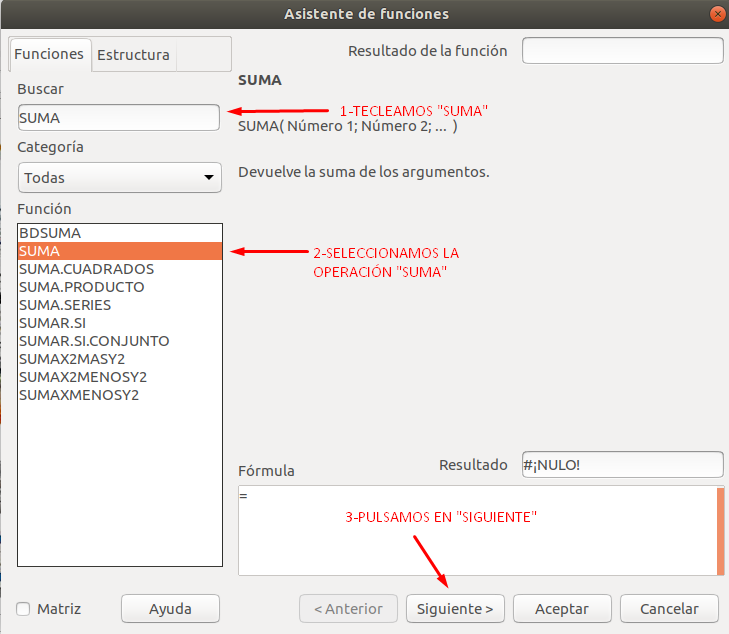 Asistente de funciones
Funciones
Estructura
Resultado de la función
Buscar
SUMA
SUMA
1-TECLEAMOS "SUMA"
SUMA( Número 1; Número 2; ... )
Categoría
Todas
Devuelve la suma de los argumentos.
Función
BDSUMA
SUMA
SUMA.CUADRADOS
SUMA.PRODUCTO
SUMA.SERIES
SUMAR.SI
SUMAR.SI.CONJUNTO
SUMAX2MASY2
SUMAX2MENOSY2
SUMAXMENOSY2
2-SELECCIONAMOS LA
OPERACIÓN "SUMA"
Fórmula
Resultado
#¡NULO!
=
3-PULSAMOS EN "SIGUIENTE"
Matriz
Ayuda
< Anterior
Siguiente >
Aceptar
Cancelar